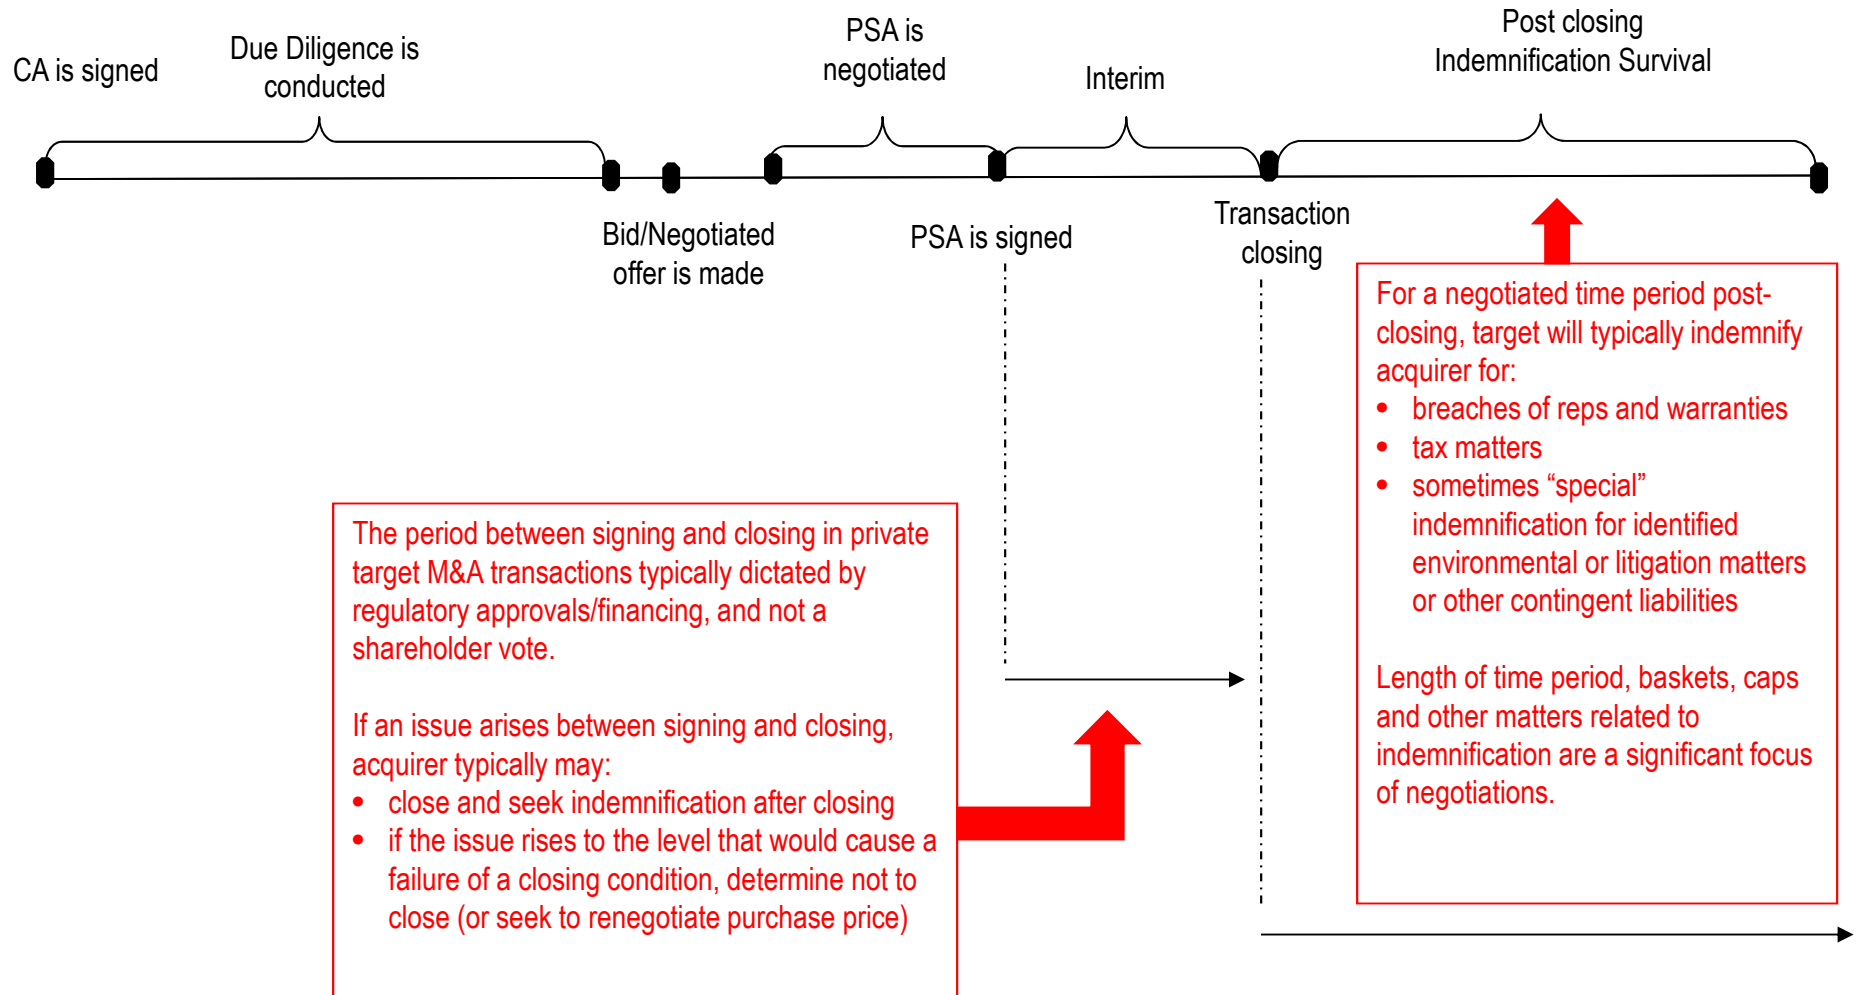 CA is signed
Due Diligence is
conducted
PSA is
negotiated
Interim
Post closing
Indemnification Survival
Bid/Negotiated
offer is made
PSA is signed
Transaction
closing
The period between signing and closing in private
target M&A transactions typically dictated by
regulatory approvals/financing, and not a
shareholder vote.
If an issue arises between signing and closing,
acquirer typically may:
• close and seek indemnification after closing
• if the issue rises to the level that would cause a
failure of a closing condition, determine not to
close (or seek to renegotiate purchase price)
For a negotiated time period post-
closing, target will typically indemnify
acquirer for:
• breaches of reps and warranties
• tax matters
• sometimes “special”
indemnification for identified
environmental or litigation matters
or other contingent liabilities
Length of time period, baskets, caps
and other matters related to
indemnification are a significant focus
of negotiations.